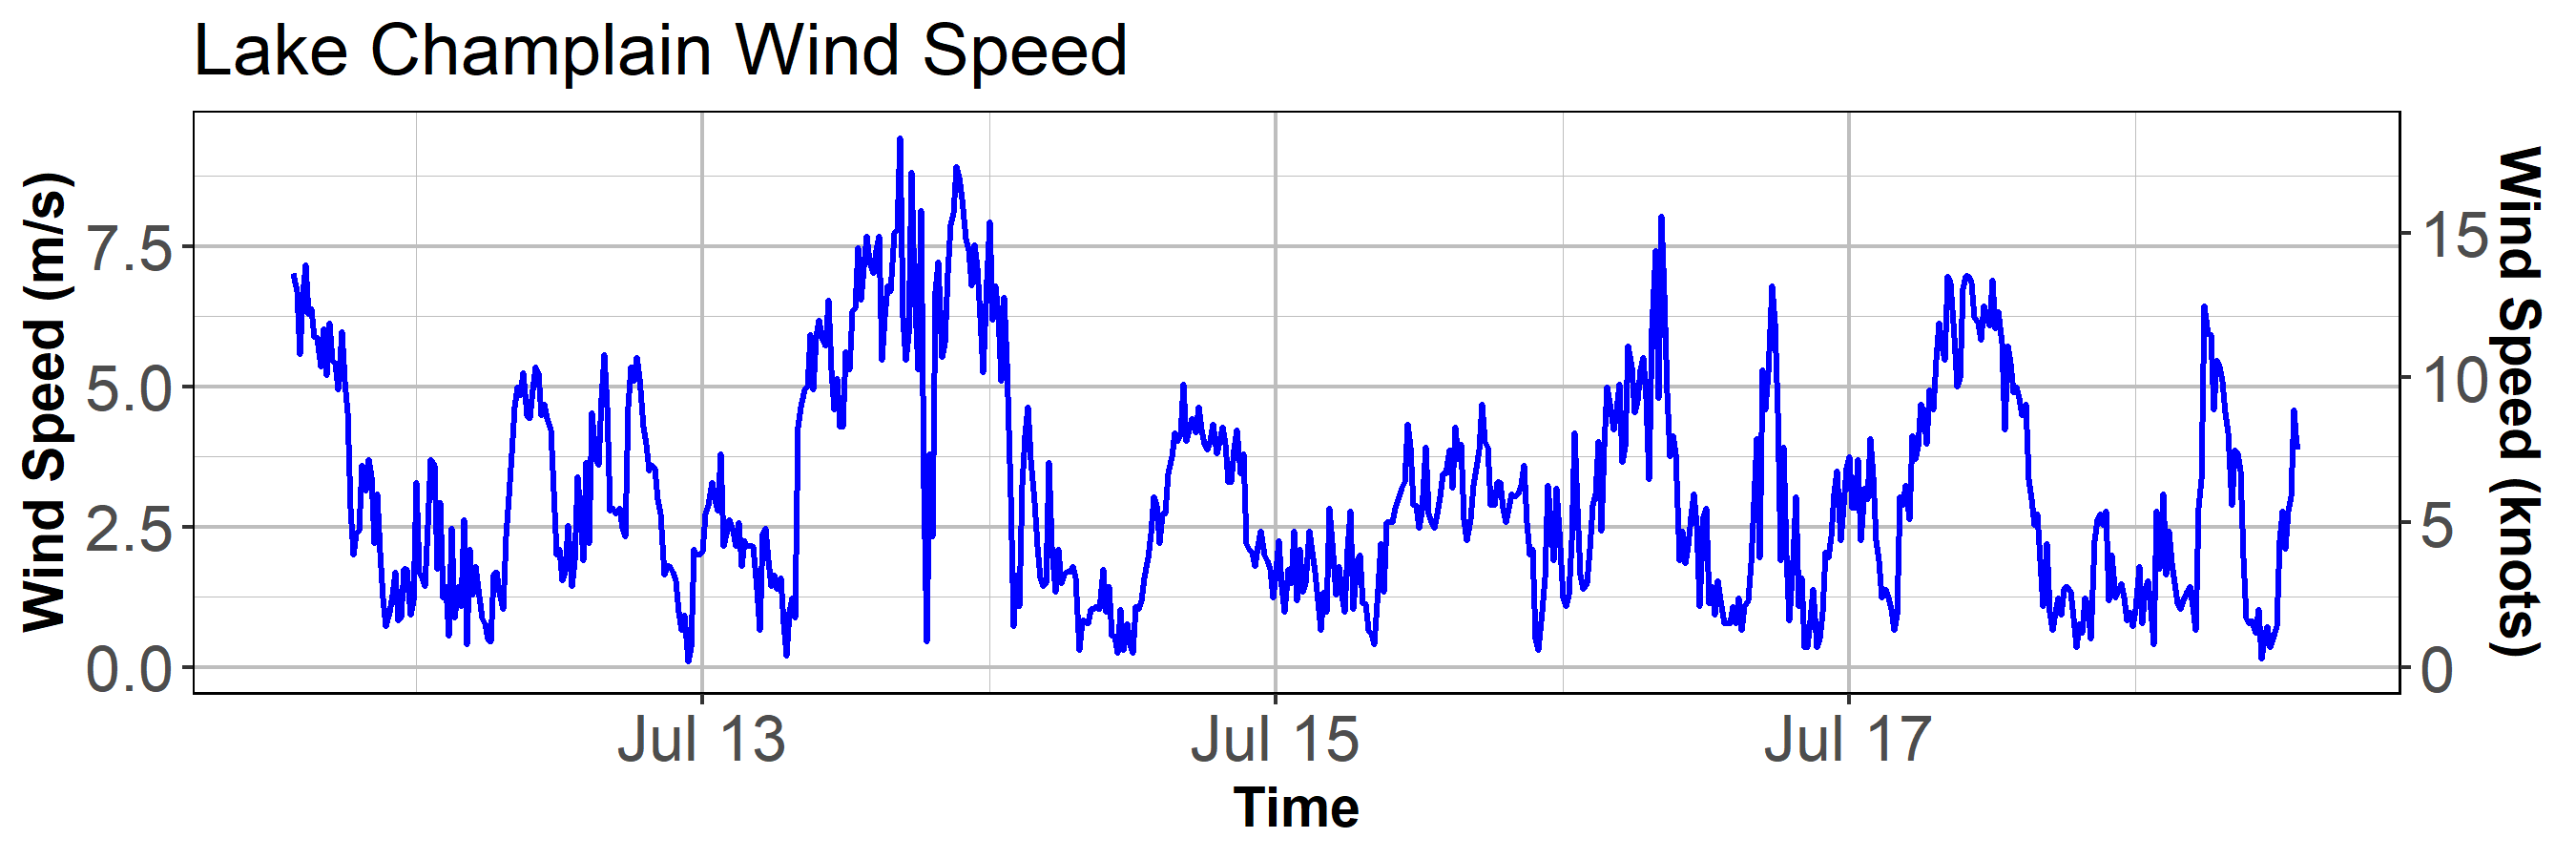 Lake Champlain Wind Speed
Wind Speed (m/s)
7.5
5.0
2.5
0.0
15
10
5
0
Wind Speed (knots)
Jul 13
Jul 15
Jul 17
Time